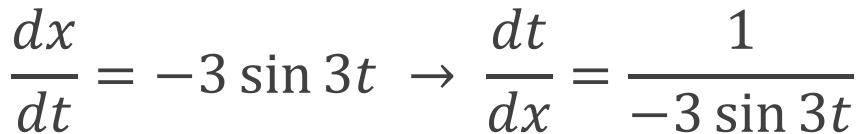 dx/dt = −3 sin 3t → dt/dx = 1/(−3 sin 3t)